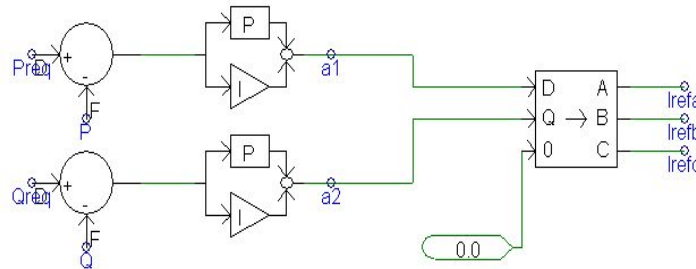 Preq
D
+
-
F
P
P
I
a1
Qreq
D
+
-
F
Q
P
I
a2
D A
Q B
0 C
0.0
Irefa
Irefb
Irefc